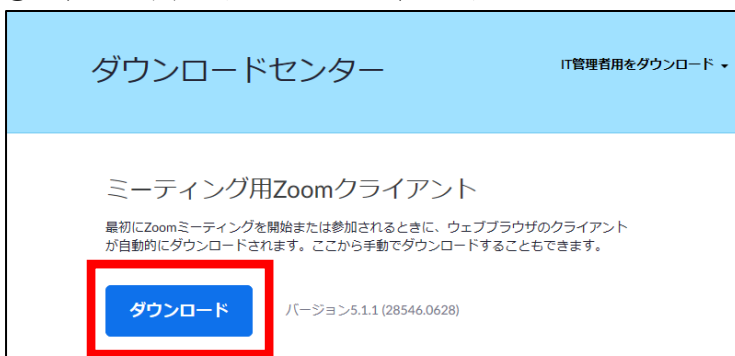 ダウンロードセンター
IT管理者用をダウンロード
ミーティング用Zoomクライアント
最初にZoomミーティングを開始または参加されるときに、ウェブブラウザのクライアント
が自動的にダウンロードされます。ここから手動でダウンロードすることもできます。
ダウンロード
バージョン5.1.1 (28546.0628)